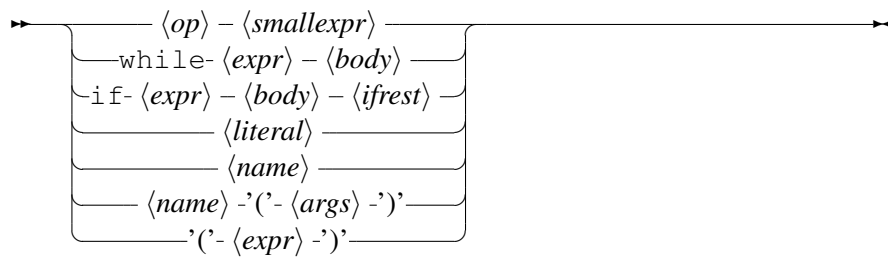 ⟨op⟩ ⟨smallexpr⟩
while ⟨expr⟩ ⟨body⟩
if ⟨expr⟩ ⟨body⟩ ⟨ifrest⟩
⟨literal⟩
⟨name⟩
⟨name⟩ '(' ⟨args⟩ ')'
'(' ⟨expr⟩ ')'